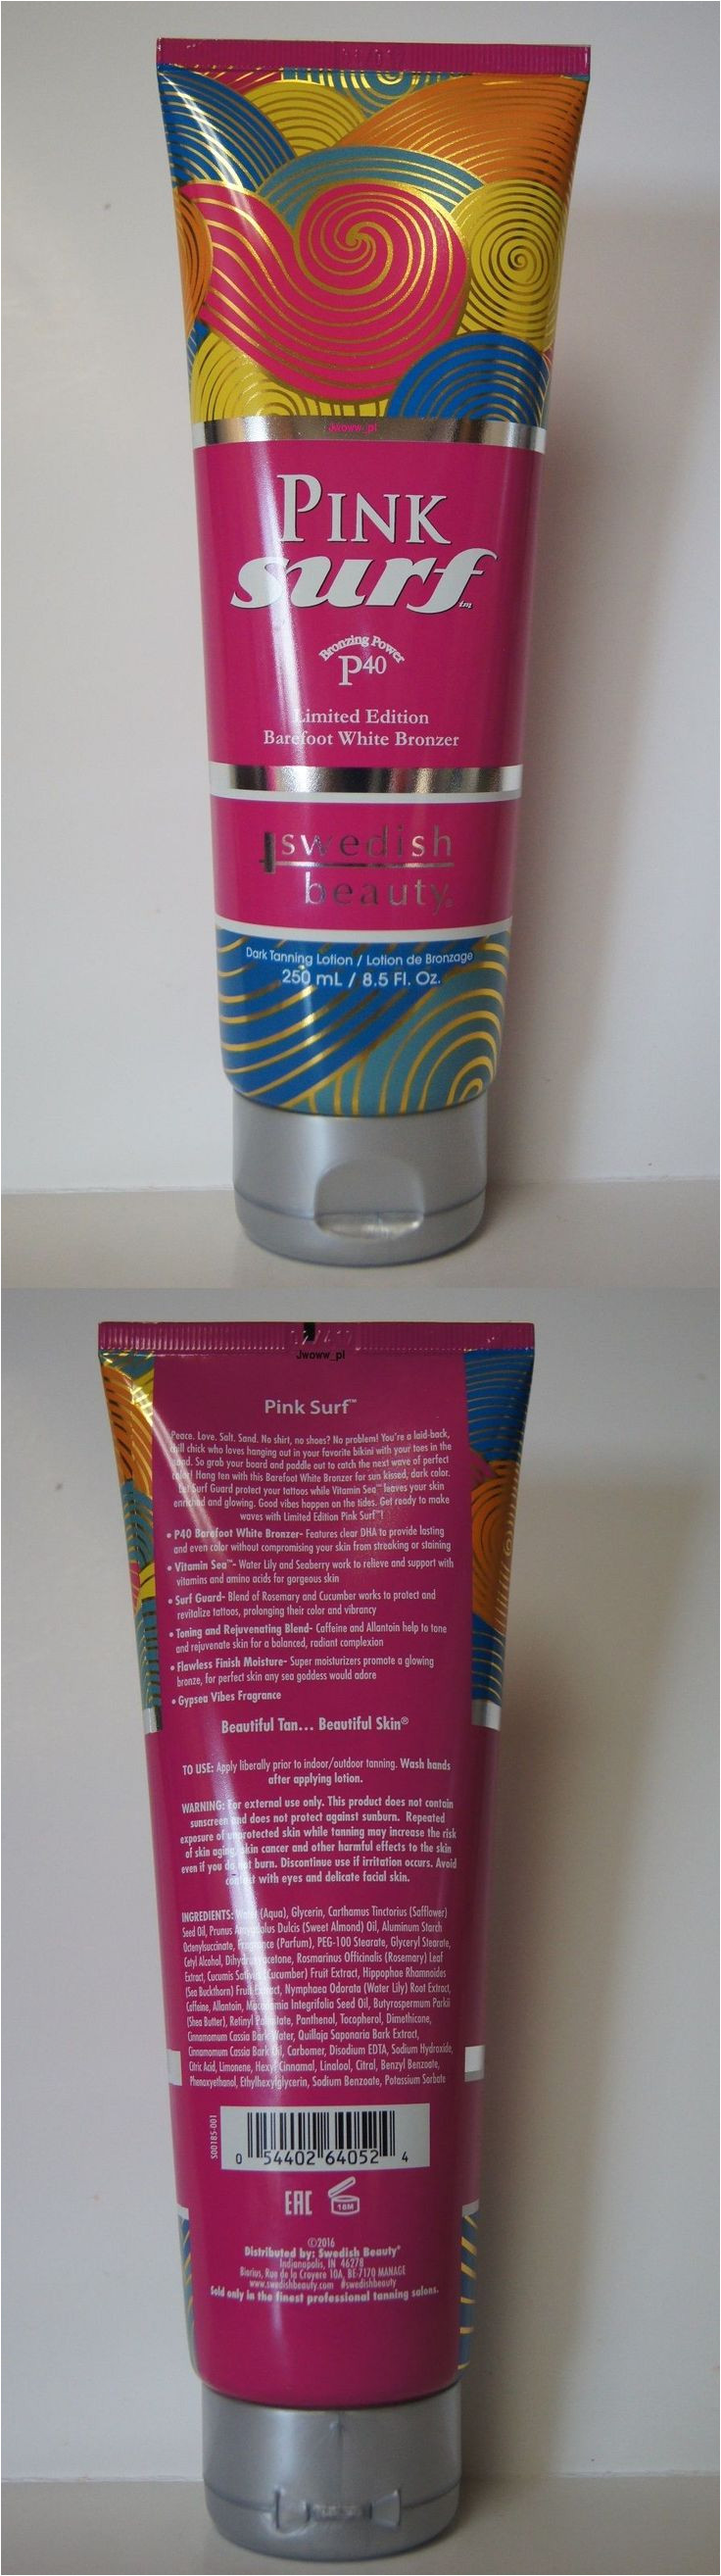 Jwoww_pl
PINK
surf™
Bronzing Power
P40
Limited Edition
Barefoot White Bronzer
swedish
beauty®
Dark Tanning Lotion / Lotion de Bronzage
250 mL / 8.5 Fl. Oz.
Jwoww_pl
Pink Surf™
Peace. Love. Salt. Sand. No shirt, no shoes? No problem! You're a laid-back,
chill chick who loves hanging out in your favorite bikini with your toes in the
sand. So grab your board and paddle out to catch the next wave of perfect
color! Hang ten with this Barefoot White Bronzer for sun kissed, dark color.
Let Surf Guard protect your tattoos while Vitamin Sea™ leaves your skin
enriched and glowing. Good vibes happen on the tides. Get ready to make
waves with Limited Edition Pink Surf™!
• P40 Barefoot White Bronzer- Features clear DHA to provide lasting
and even color without compromising your skin from streaking or staining
• Vitamin Sea™- Water Lily and Seaberry work to relieve and support with
vitamins and amino acids for gorgeous skin
• Surf Guard- Blend of Rosemary and Cucumber works to protect and
revitalize tattoos, prolonging their color and vibrancy
• Toning and Rejuvenating Blend- Caffeine and Allantoin help to tone
and rejuvenate skin for a balanced, radiant complexion
• Flawless Finish Moisture- Super moisturizers promote a glowing
bronze, for perfect skin any sea goddess would adore
• Gypsea Vibes Fragrance
Beautiful Tan... Beautiful Skin®
TO USE: Apply liberally prior to indoor/outdoor tanning. Wash hands
after applying lotion.
WARNING: For external use only. This product does not contain
sunscreen and does not protect against sunburn. Repeated
exposure of unprotected skin while tanning may increase the risk
of skin aging, skin cancer and other harmful effects to the skin
even if you do not burn. Discontinue use if irritation occurs. Avoid
contact with eyes and delicate facial skin.
INGREDIENTS: Water (Aqua), Glycerin, Carthamus Tinctorius (Safflower)
Seed Oil, Prunus Amygdalus Dulcis (Sweet Almond) Oil, Aluminum Starch
Octenylsuccinate, Fragrance (Parfum), PEG-100 Stearate, Glyceryl Stearate,
Cetyl Alcohol, Dihydroxyacetone, Rosmarinus Officinalis (Rosemary) Leaf
Extract, Cucumis Sativus (Cucumber) Fruit Extract, Hippophae Rhamnoides
(Sea Buckthorn) Fruit Extract, Nymphaea Odorata (Water Lily) Root Extract,
Caffeine, Allantoin, Macadamia Integrifolia Seed Oil, Butyrospermum Parkii
(Shea Butter), Retinyl Palmitate, Panthenol, Tocopherol, Dimethicone,
Cinnamomum Cassia Bark Water, Quillaja Saponaria Bark Extract,
Cinnamomum Cassia Bark Oil, Carbomer, Disodium EDTA, Sodium Hydroxide,
Citric Acid, Limonene, Hexyl Cinnamal, Linalool, Citral, Benzyl Benzoate,
Phenoxyethanol, Ethylhexylglycerin, Sodium Benzoate, Potassium Sorbate
S00185-001
0 54402 64052 4
EAC
18M
©2016
Distributed by: Swedish Beauty®
Indianapolis, IN 46278
Biorius, Rue de la Croyere 10A, BE-7170 MANAGE
www.swedishbeauty.com #swedishbeauty
Sold only in the finest professional tanning salons.